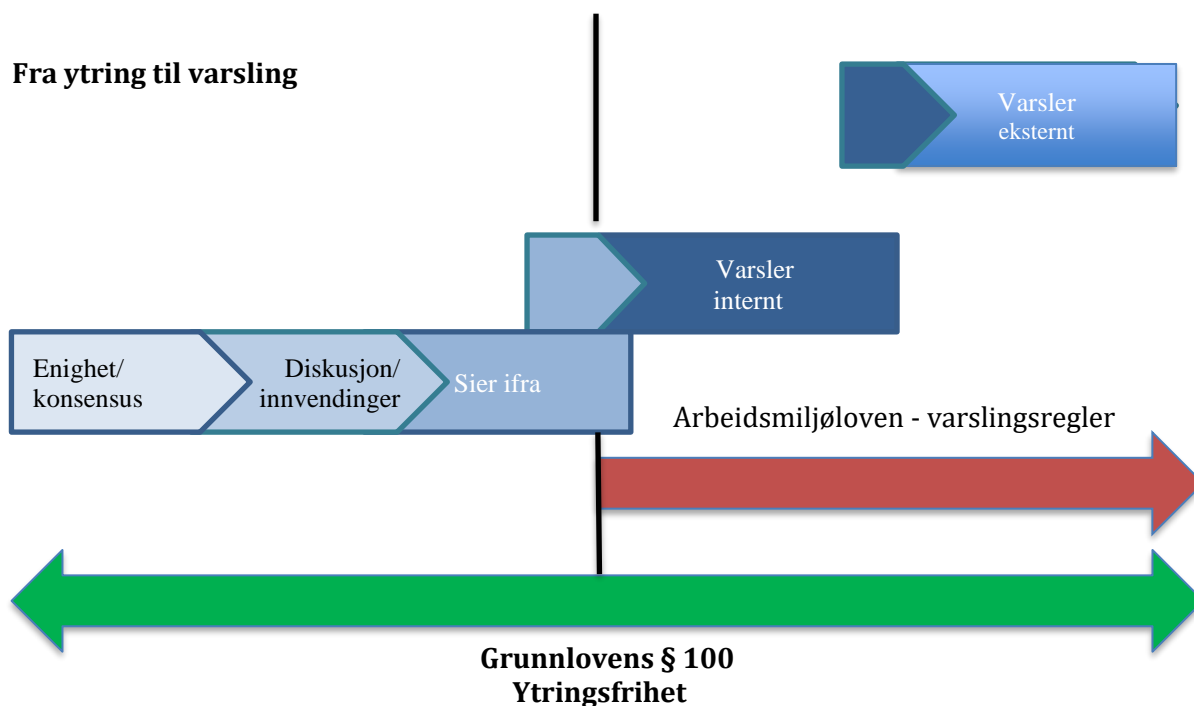 Fra ytring til varsling
Varsler
eksternt
Varsler
internt
Enighet/
konsensus
Diskusjon/
innvendinger
Sier ifra
Arbeidsmiljøloven - varslingsregler
Grunnlovens § 100
Ytringsfrihet